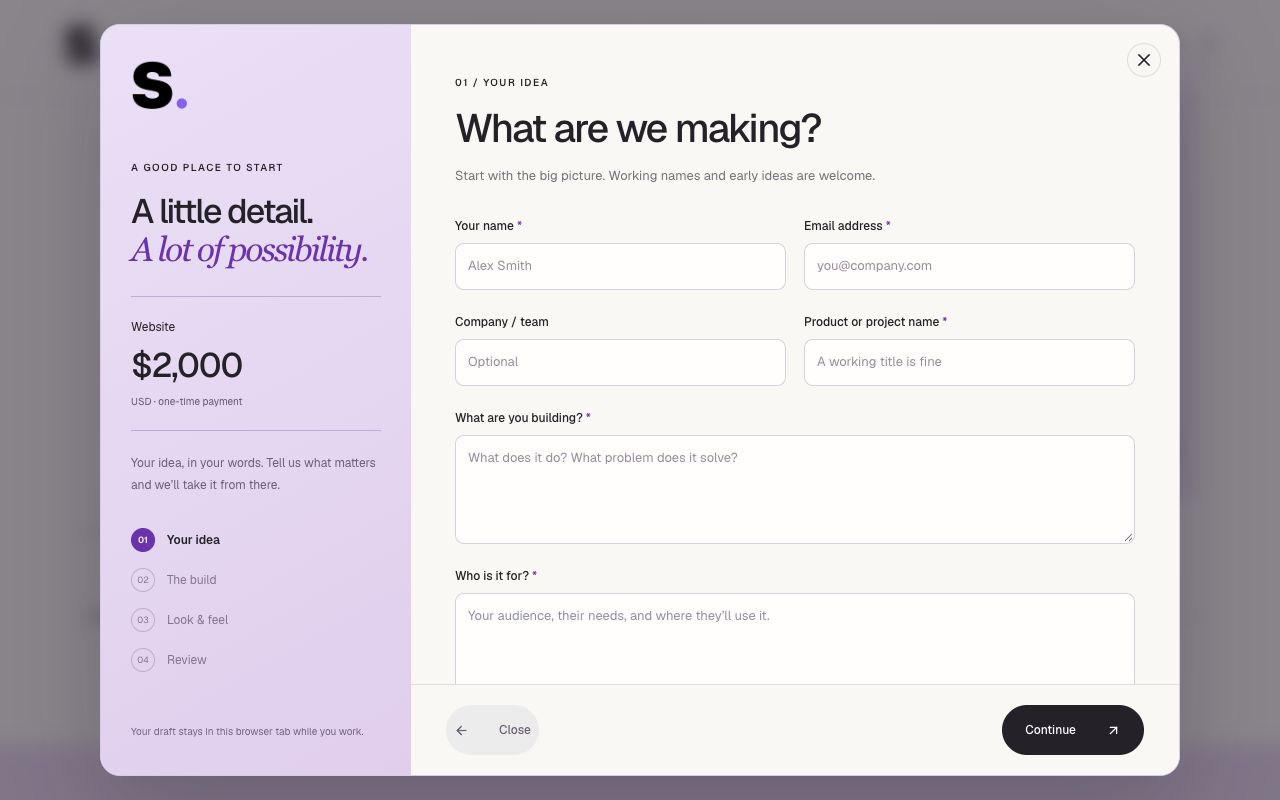 s.
A GOOD PLACE TO START
A little detail.
A lot of possibility.
Website
$2,000
USD · one-time payment
Your idea, in your words. Tell us what matters
and we’ll take it from there.
01 Your idea
02 The build
03 Look & feel
04 Review
Your draft stays in this browser tab while you work.
01 / YOUR IDEA
What are we making?
Start with the big picture. Working names and early ideas are welcome.
Your name * Email address *
Alex Smith you@company.com
Company / team Product or project name *
Optional A working title is fine
What are you building? *
What does it do? What problem does it solve?
Who is it for? *
Your audience, their needs, and where they’ll use it.
Close Continue